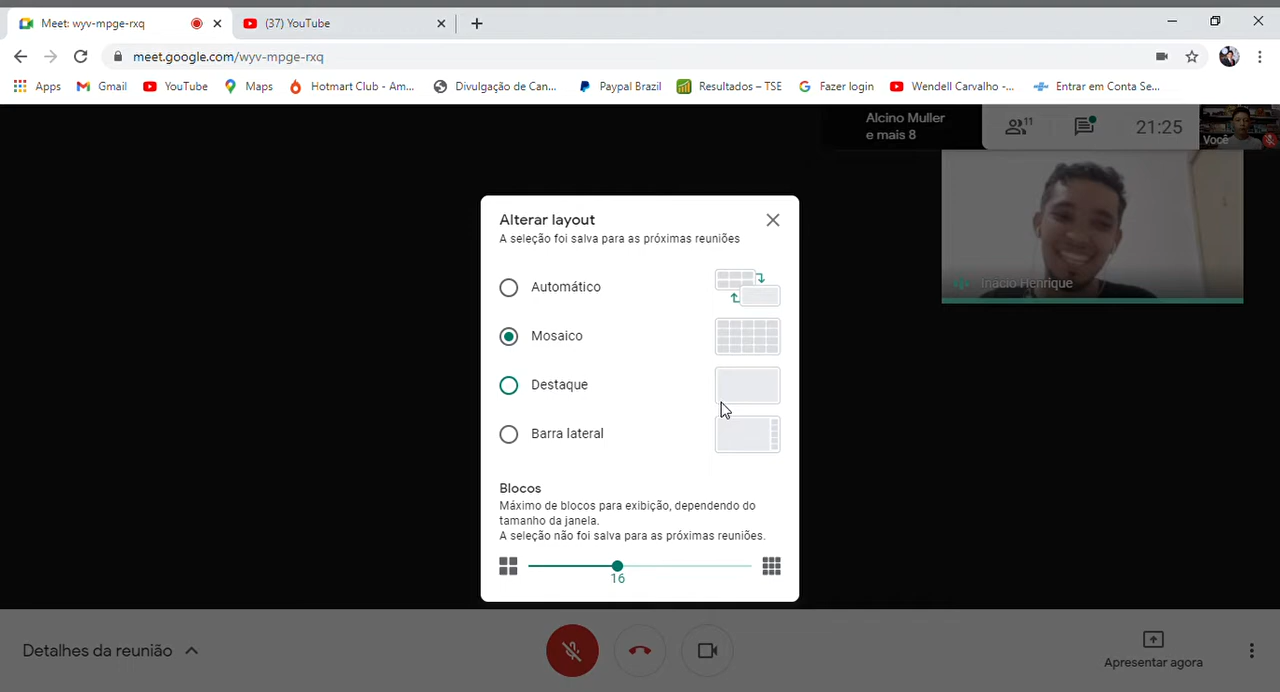 Meet: wyv-mpge-rxq
(37) YouTube
meet.google.com/wyv-mpge-rxq
Apps
Gmail
YouTube
Maps
Hotmart Club - Am...
Divulgação de Can...
Paypal Brazil
Resultados – TSE
Fazer login
Wendell Carvalho -...
Entrar em Conta Se...
Alcino Muller
e mais 8
11
21:25
Você
Inácio Henrique
Alterar layout
A seleção foi salva para as próximas reuniões
Automático
Mosaico
Destaque
Barra lateral
Blocos
Máximo de blocos para exibição, dependendo do
tamanho da janela.
A seleção não foi salva para as próximas reuniões.
16
Detalhes da reunião
Apresentar agora